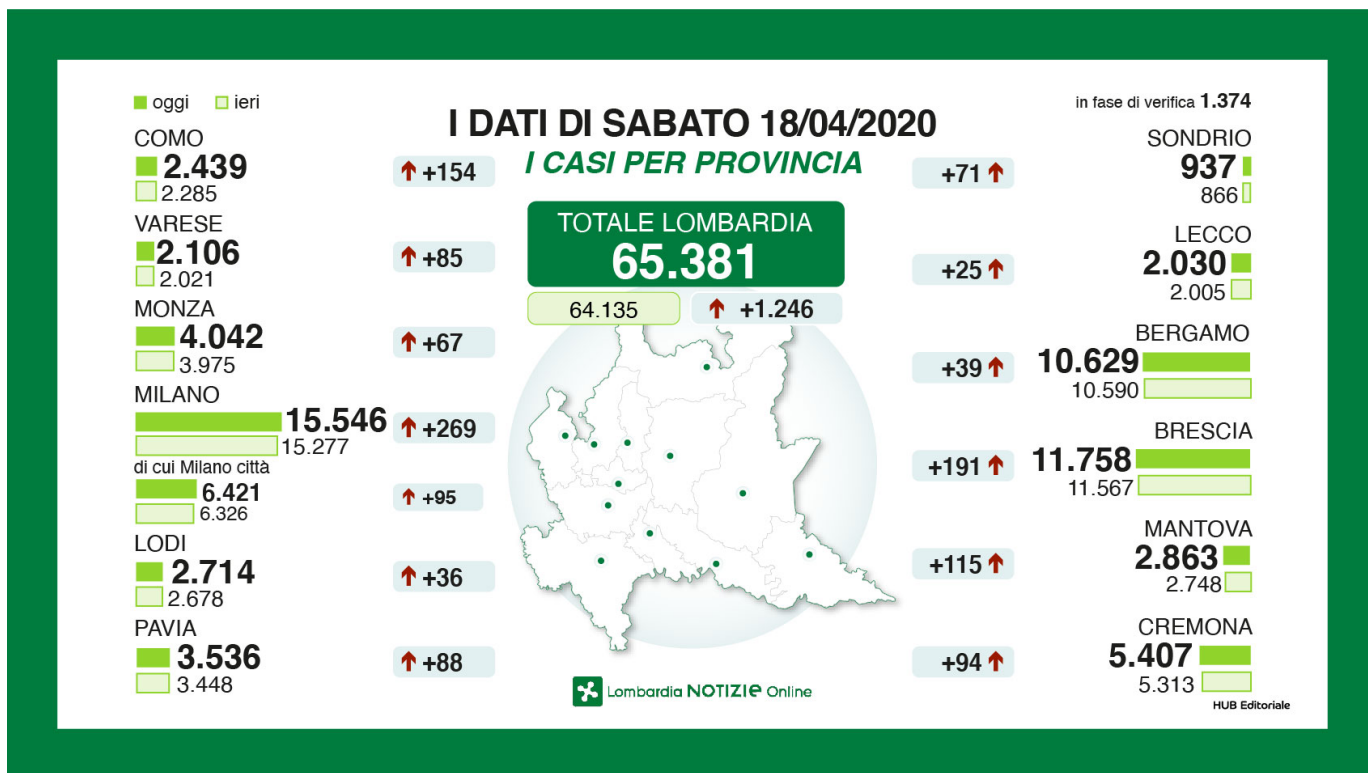 oggi ieri
I DATI DI SABATO 18/04/2020
I CASI PER PROVINCIA
in fase di verifica 1.374
TOTALE LOMBARDIA
65.381
64.135 +1.246
COMO
2.439
2.285
+154
VARESE
2.106
2.021
+85
MONZA
4.042
3.975
+67
MILANO
15.546
15.277
+269
di cui Milano città
6.421
6.326
+95
LODI
2.714
2.678
+36
PAVIA
3.536
3.448
+88
SONDRIO
937
866
+71
LECCO
2.030
2.005
+25
BERGAMO
10.629
10.590
+39
BRESCIA
11.758
11.567
+191
MANTOVA
2.863
2.748
+115
CREMONA
5.407
5.313
+94
Lombardia NOTIZIe Online
HUB Editoriale